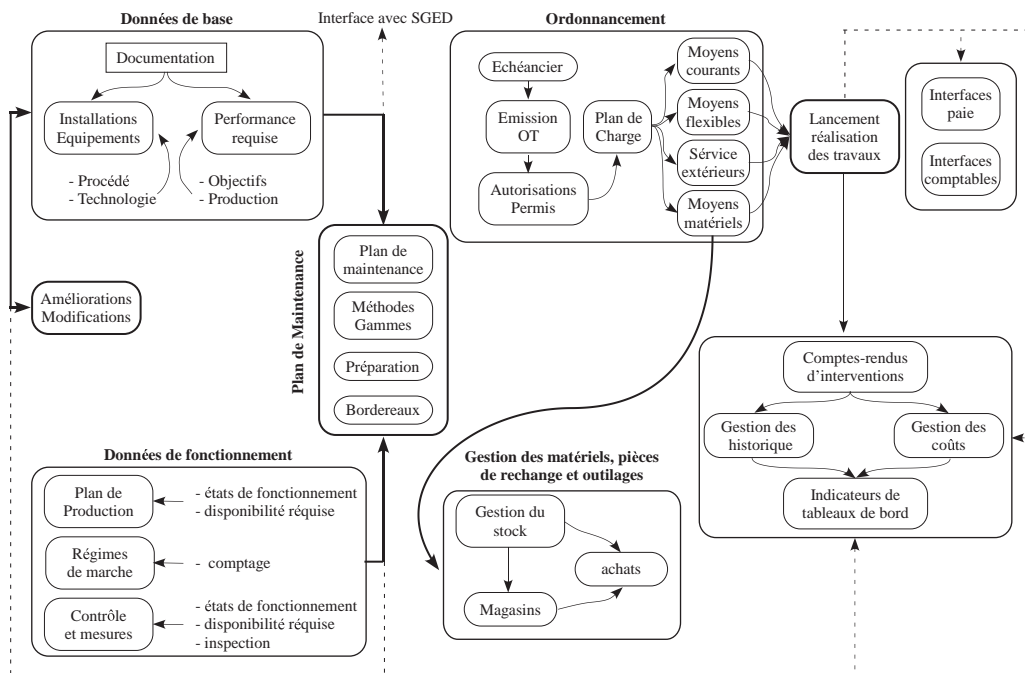 Données de base
Interface avec SGED
Ordonnancement
Documentation
Installations
Equipements
Performance
requise
- Procédé
- Technologie
- Objectifs
- Production
Améliorations
Modifications
Plan de Maintenance
Plan de
maintenance
Méthodes
Gammes
Préparation
Bordereaux
Echéancier
Emission
OT
Autorisations
Permis
Plan de
Charge
Moyens
courants
Moyens
flexibles
Sérvice
extérieurs
Moyens
matériels
Lancement
réalisation
des travaux
Interfaces
paie
Interfaces
comptables
Comptes-rendus
d'interventions
Gestion des
historique
Gestion des
coûts
Indicateurs de
tableaux de bord
Données de fonctionnement
Plan de
Production
- états de fonctionnement
- disponibilité réquise
Régimes
de marche
- comptage
Contrôle
et mesures
- états de fonctionnement
- disponibilité réquise
- inspection
Gestion des matériels, pièces
de rechange et outilages
Gestion du
stock
achats
Magasins